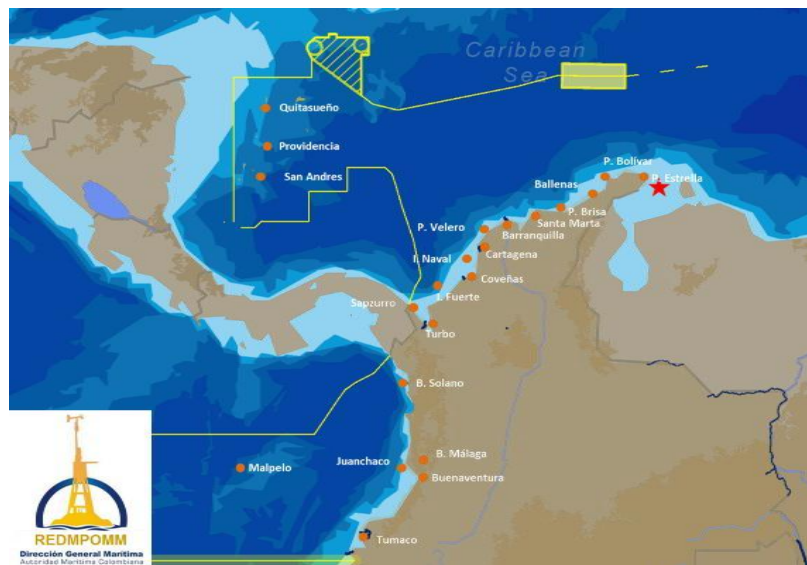 Caribbean
Sea
Quitasueño
Providencia
San Andres
P. Bolívar
P. Estrella
Ballenas
P. Brisa
Santa Marta
P. Velero
Barranquilla
Cartagena
I. Naval
Coveñas
I. Fuerte
Sapzurro
Turbo
B. Solano
B. Málaga
Juanchaco
Malpelo
Buenaventura
Tumaco
REDMPOMM
Dirección General Marítima
Autoridad Marítima Colombiana